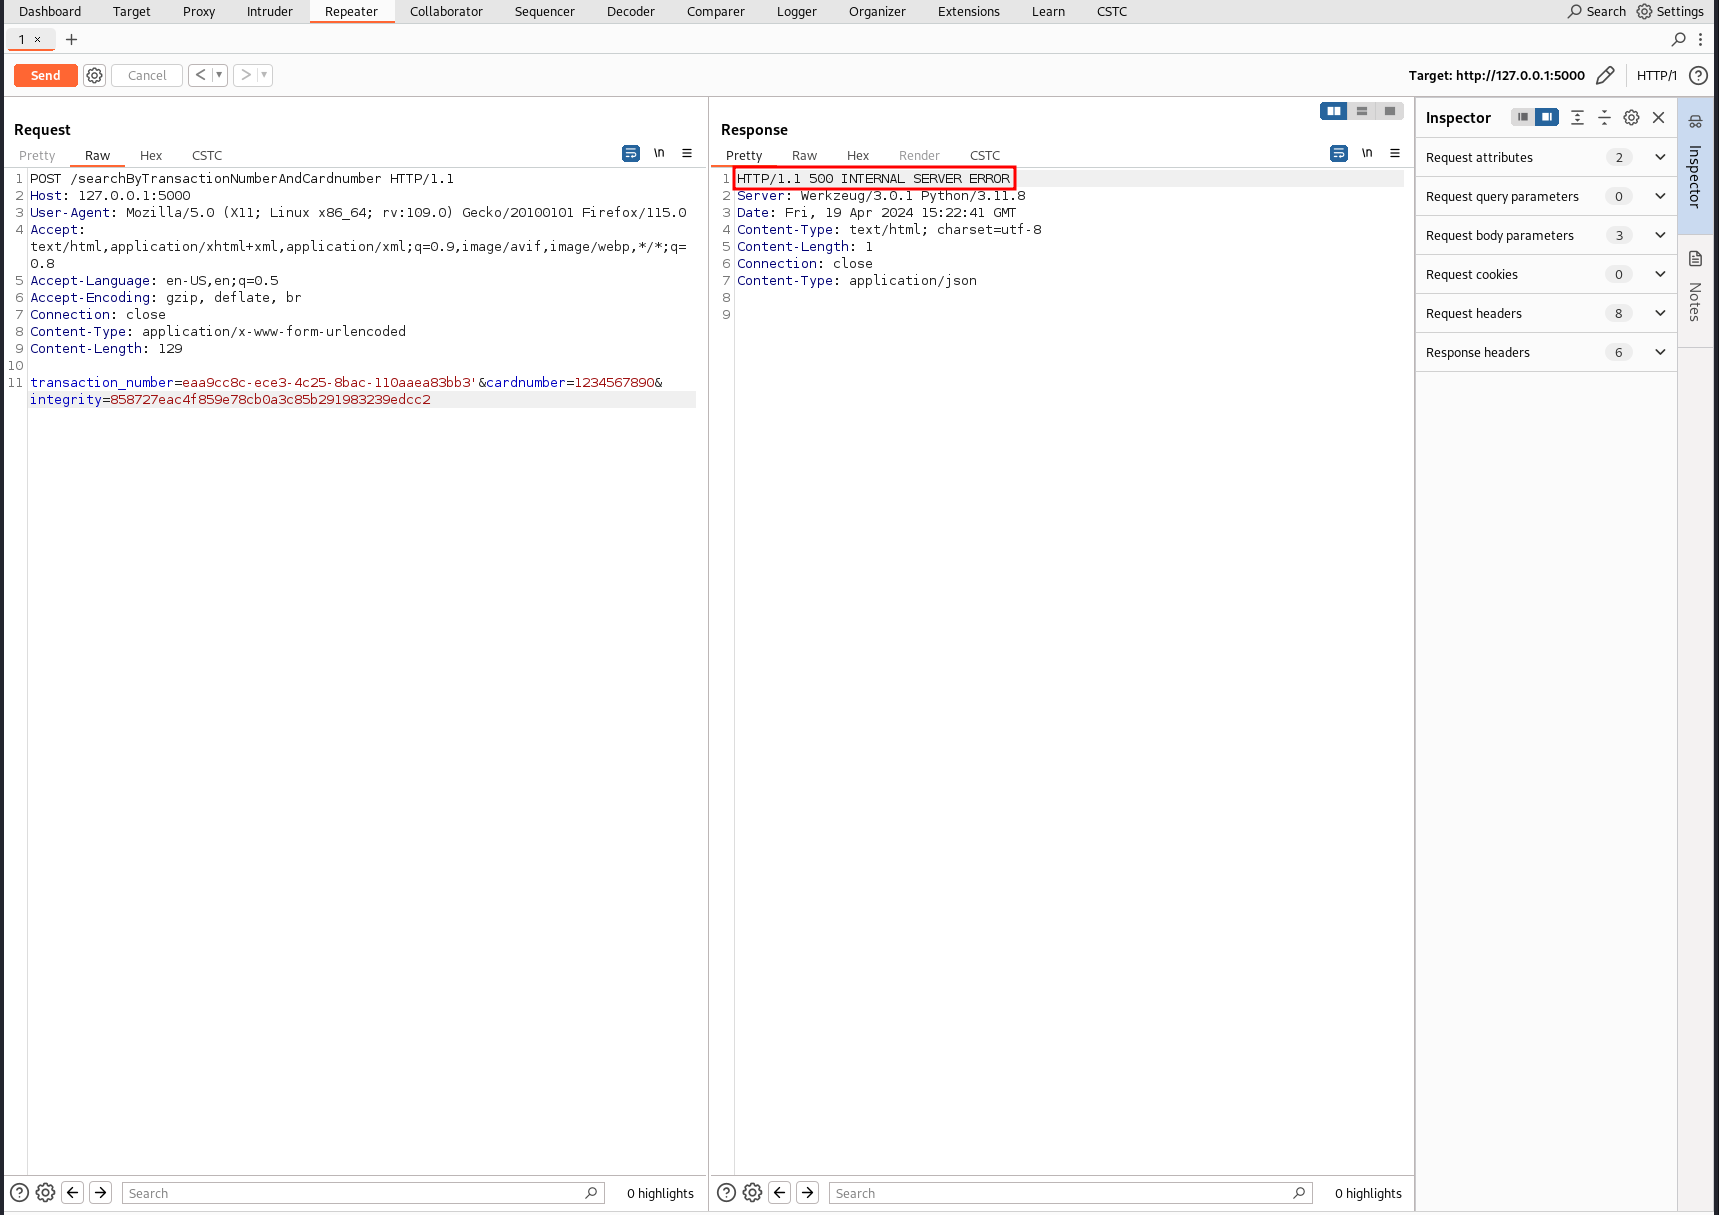 Dashboard Target Proxy Intruder Repeater Collaborator Sequencer Decoder Comparer Logger Organizer Extensions Learn CSTC Search Settings
1 × +
Send Cancel < > Target: http://127.0.0.1:5000 HTTP/1 ?
Request
Pretty Raw Hex CSTC \n
1 POST /searchByTransactionNumberAndCardnumber HTTP/1.1
2 Host: 127.0.0.1:5000
3 User-Agent: Mozilla/5.0 (X11; Linux x86_64; rv:109.0) Gecko/20100101 Firefox/115.0
4 Accept:
text/html,application/xhtml+xml,application/xml;q=0.9,image/avif,image/webp,*/*;q=
0.8
5 Accept-Language: en-US,en;q=0.5
6 Accept-Encoding: gzip, deflate, br
7 Connection: close
8 Content-Type: application/x-www-form-urlencoded
9 Content-Length: 129
10
11 transaction_number=eaa9cc8c-ece3-4c25-8bac-110aaea83bb3'&cardnumber=1234567890&
integrity=858727eac4f859e78cb0a3c85b291983239edcc2
? Search 0 highlights
Response
Pretty Raw Hex Render CSTC \n
1 HTTP/1.1 500 INTERNAL SERVER ERROR
2 Server: Werkzeug/3.0.1 Python/3.11.8
3 Date: Fri, 19 Apr 2024 15:22:41 GMT
4 Content-Type: text/html; charset=utf-8
5 Content-Length: 1
6 Connection: close
7 Content-Type: application/json
8
9
? Search 0 highlights
Inspector
Request attributes 2
Request query parameters 0
Request body parameters 3
Request cookies 0
Request headers 8
Response headers 6
Inspector
Notes